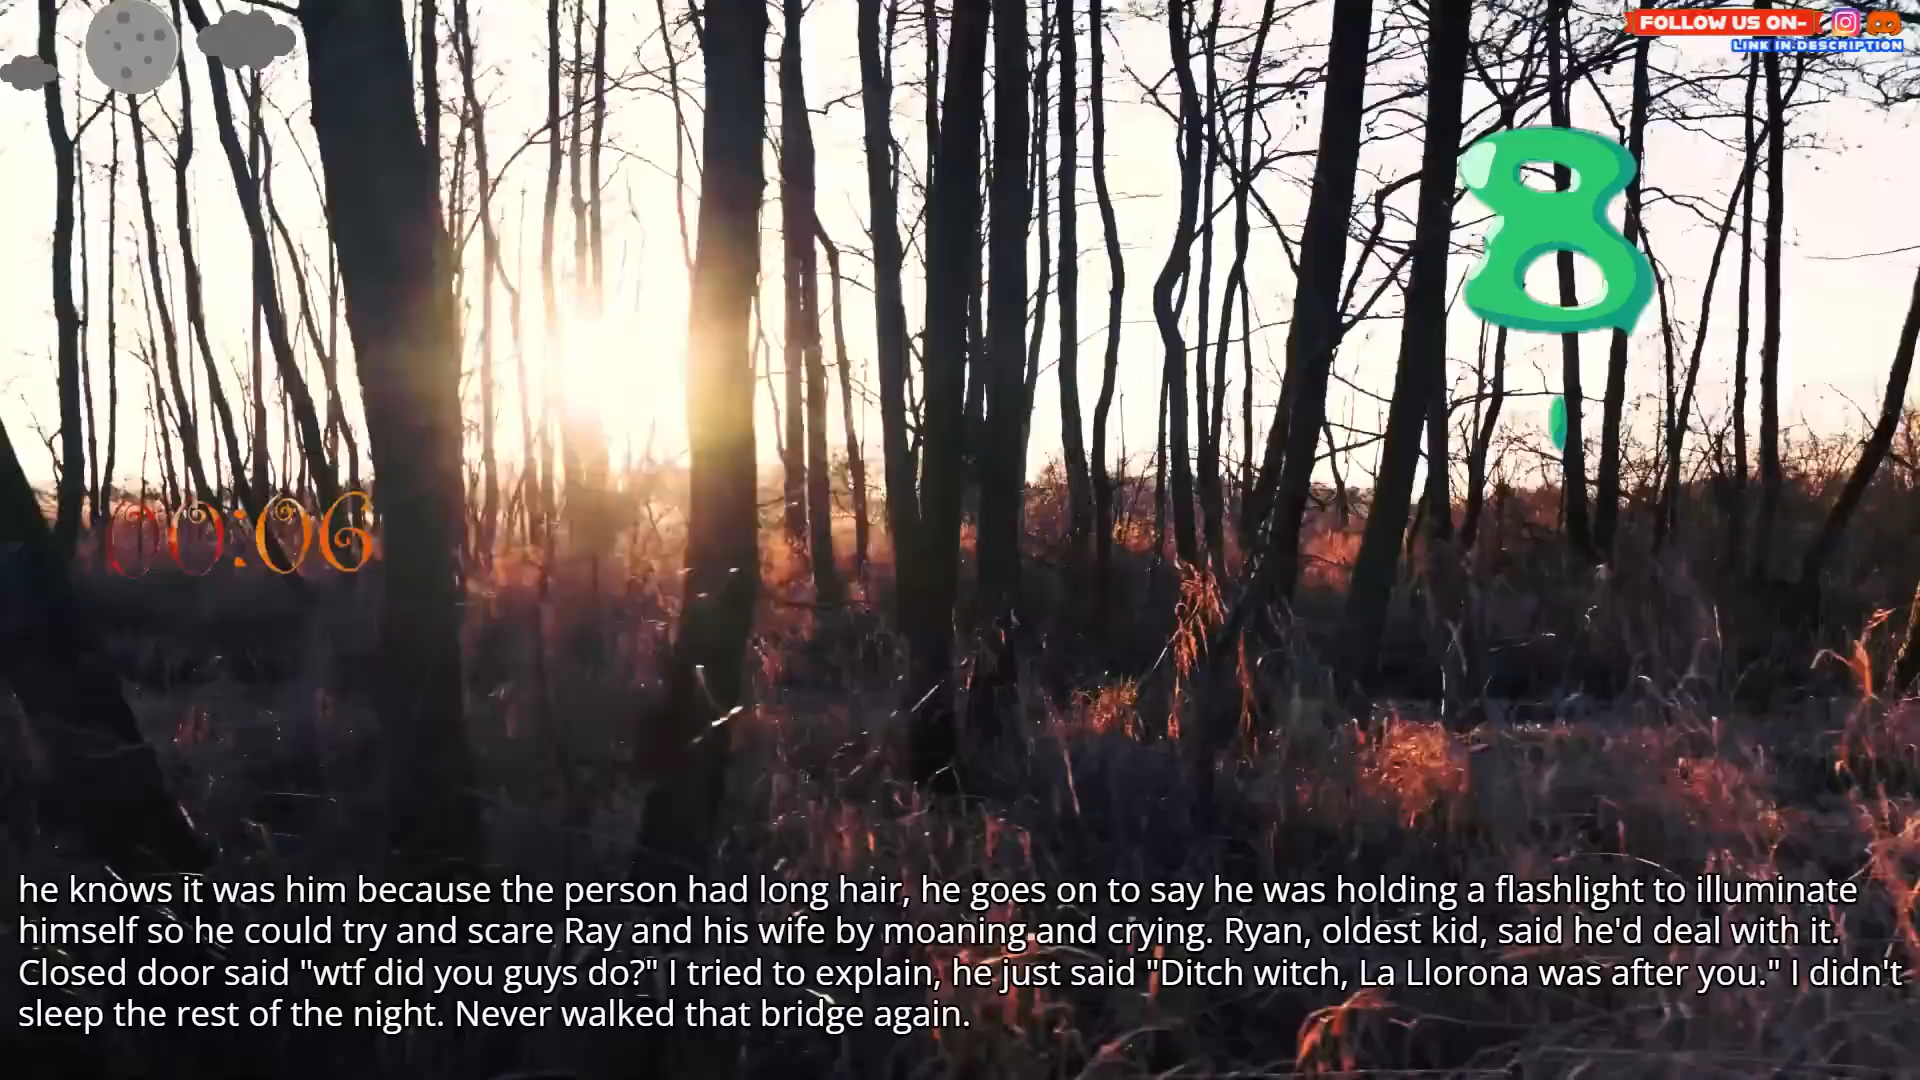 FOLLOW US ON-
LINK IN DESCRIPTION
8
00:06
he knows it was him because the person had long hair, he goes on to say he was holding a flashlight to illuminate
himself so he could try and scare Ray and his wife by moaning and crying. Ryan, oldest kid, said he'd deal with it.
Closed door said "wtf did you guys do?" I tried to explain, he just said "Ditch witch, La Llorona was after you." I didn't
sleep the rest of the night. Never walked that bridge again.